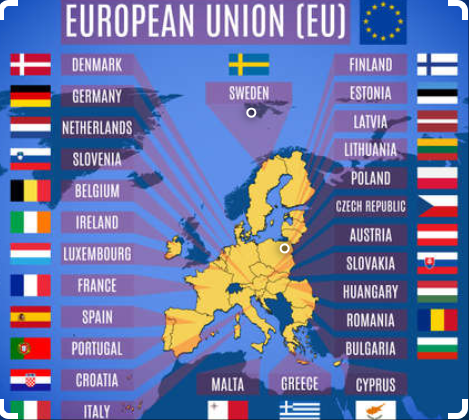 EUROPEAN UNION (EU)
DENMARK
GERMANY
NETHERLANDS
SLOVENIA
BELGIUM
IRELAND
LUXEMBOURG
FRANCE
SPAIN
PORTUGAL
CROATIA
ITALY
SWEDEN
FINLAND
ESTONIA
LATVIA
LITHUANIA
POLAND
CZECH REPUBLIC
AUSTRIA
SLOVAKIA
HUANGARY
ROMANIA
BULGARIA
MALTA
GREECE
CYPRUS